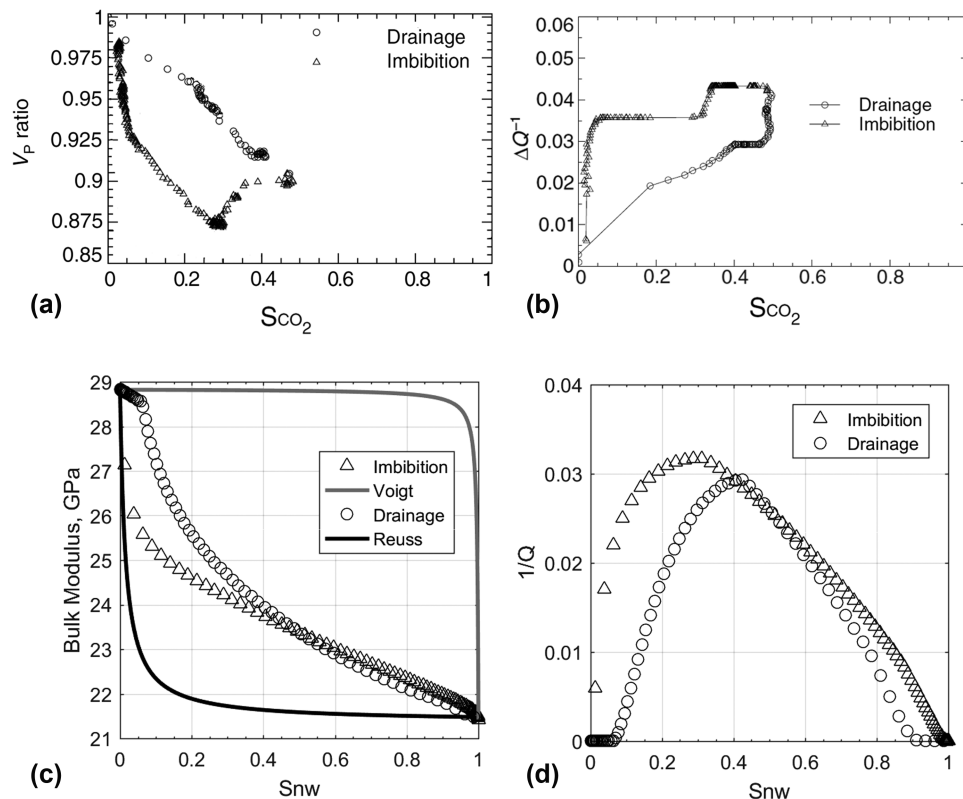 1
0.975
0.95
0.925
0.9
0.875
0.85
VP ratio
Drainage
Imbibition
0
0.2
0.4
0.6
0.8
1
(a)
SCO2
0.06
0.05
0.04
0.03
0.02
0.01
0
ΔQ−1
Drainage
Imbibition
0
0.2
0.4
0.6
0.8
1
(b)
SCO2
29
28
27
26
25
24
23
22
21
Bulk Modulus, GPa
Imbibition
Voigt
Drainage
Reuss
0
0.2
0.4
0.6
0.8
1
(c)
Snw
0.04
0.03
0.02
0.01
0
1/Q
Imbibition
Drainage
0
0.2
0.4
0.6
0.8
1
(d)
Snw